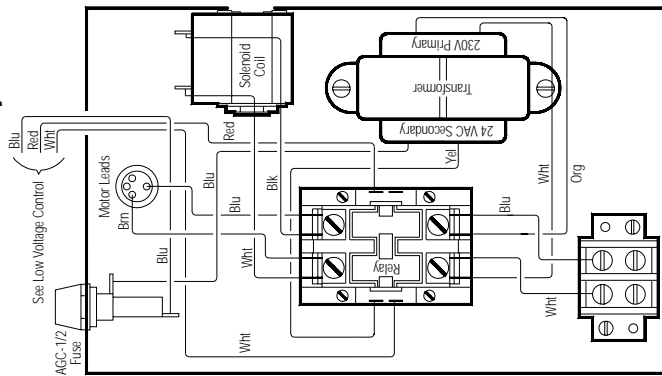 Solenoid
Coil
230V Primary
Transformer
24 VAC Secondary
Blu
Red
Wht
See Low Voltage Control
Motor Leads
Brn
Blu
Blu
Blu
Red
Blk
Yel
Wht
Org
Blu
Wht
Wht
Wht
Relay
AGC-1/2
Fuse